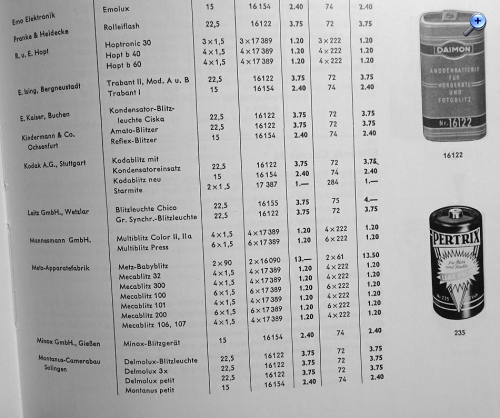 Emo Elektronik Emolux 15 16 154 2.40 74 2.40
Franke & Heidecke Rolleiflash 22,5 16 122 3.75 72 3.75
R. u. E. Hopt Hoptronic 30 3×1,5 3×17389 1.20 3×222 1.20
Hopt b 40 4×1,5 4×17389 1.20 4×222 1.20
Hopt b 60 4×1,5 4×17389 1.20 4×222 1.20
E. Ising, Bergneustadt Trabant II, Mod. A u. B 22,5 16122 3.75 72 3.75
Trabant I 15 16154 2.40 74 2.40
E. Kaiser, Buchen Kondensator-Blitz-
leuchte Ciska 22,5 16122 3.75 72 3.75
Kindermann & Co, Amato-Blitzer 22,5 16122 3.75 72 3.75
Ochsenfurt Reflex-Blitzer 15 16154 2.40 74 2.40
Kodak A.G., Stuttgart Kodablitz mit
Kondensatoreinsatz 22,5 16122 3.75 72 3.75
Kodablitz neu 15 16154 2.40 74 2.40
Starmite 2×1,5 17 387 1.— 284 1.—
Leitz GmbH., Wetzlar Blitzleuchte Chico 22,5 16155 3.75 75 4.—
Gr. Synchr.-Blitzleuchte 22,5 16122 3.75 72 3.75
Mannesmann GmbH. Multiblitz Color II, IIa 4×1,5 4×17389 1.20 4×222 1.20
Multiblitz Press 6×1,5 6×17389 1.20 6×222 1.20
Metz-Apparatefabrik Metz-Babyblitz 2×90 2×16090 13.— 2×61 13.50
Mecablitz 32 4×1,5 4×17389 1.20 4×222 1.20
Mecablitz 300 4×1,5 4×17389 1.20 4×222 1.20
Mecablitz 100 6×1,5 6×17389 1.20 6×222 1.20
Mecablitz 101 4×1,5 4×17389 1.20 4×222 1.20
Mecablitz 200 6×1,5 6×17389 1.20 6×222 1.20
Mecablitz 106, 107 4×1,5 4×17389 1.20 4×222 1.20
Minox GmbH., Gießen Minox-Blitzgerät 15 16154 2.40 74 2.40
Montanus-Camerabau Delmolux-Blitzleuchte 22,5 16122 3.75 72 3.75
Solingen Delmolux 3x 22,5 16122 3.75 72 3.75
Delmolux petit 22,5 16122 3.75 72 3.75
Montanus petit 15 16154 2.40 74 2.40
DAIMON
ANODENBATTERIE
FÜR
HÖRGERÄTE
UND
FOTOBLITZ
Nr. 16122
16122
PERTRIX
235